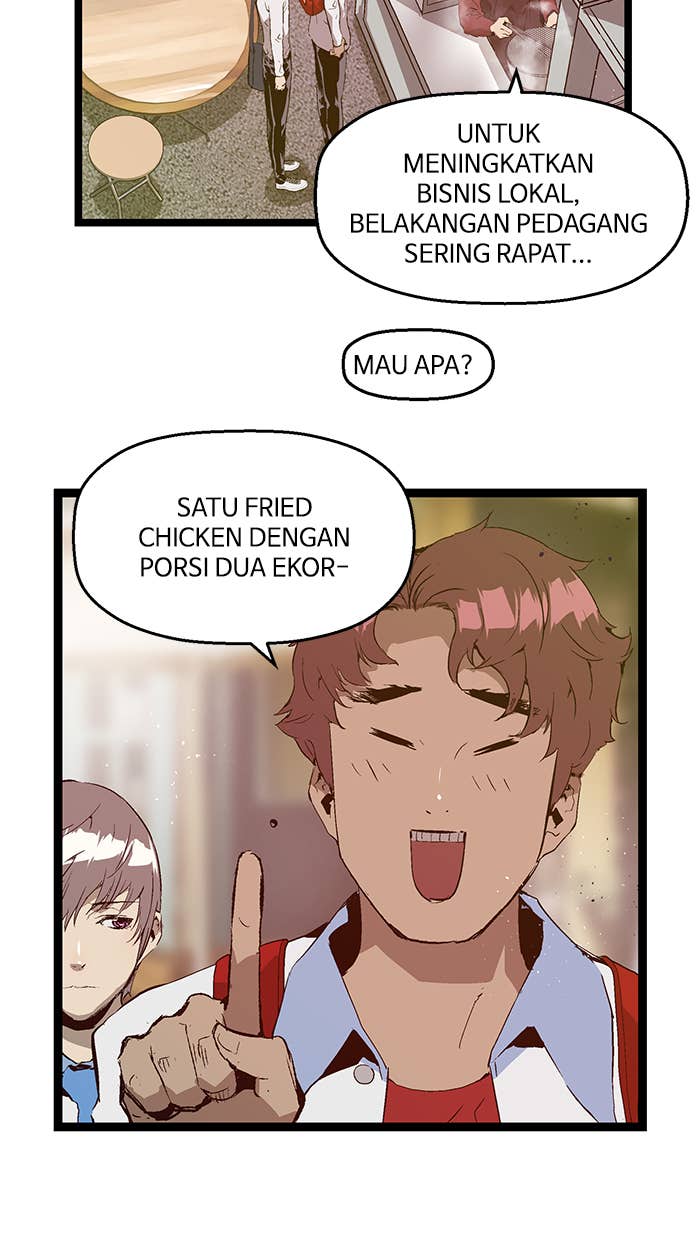 UNTUK
MENINGKATKAN
BISNIS LOKAL,
BELAKANGAN PEDAGANG
SERING RAPAT...
MAU APA?
SATU FRIED
CHICKEN DENGAN
PORSI DUA EKOR-